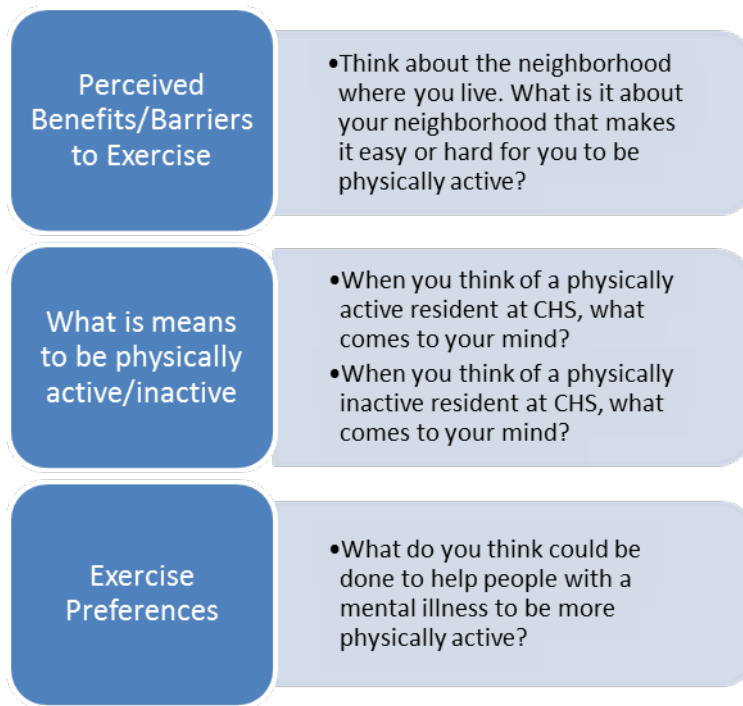 Perceived
Benefits/Barriers
to Exercise
•Think about the neighborhood
where you live. What is it about
your neighborhood that makes
it easy or hard for you to be
physically active?
What is means
to be physically
active/inactive
•When you think of a physically
active resident at CHS, what
comes to your mind?
•When you think of a physically
inactive resident at CHS, what
comes to your mind?
Exercise
Preferences
•What do you think could be
done to help people with a
mental illness to be more
physically active?